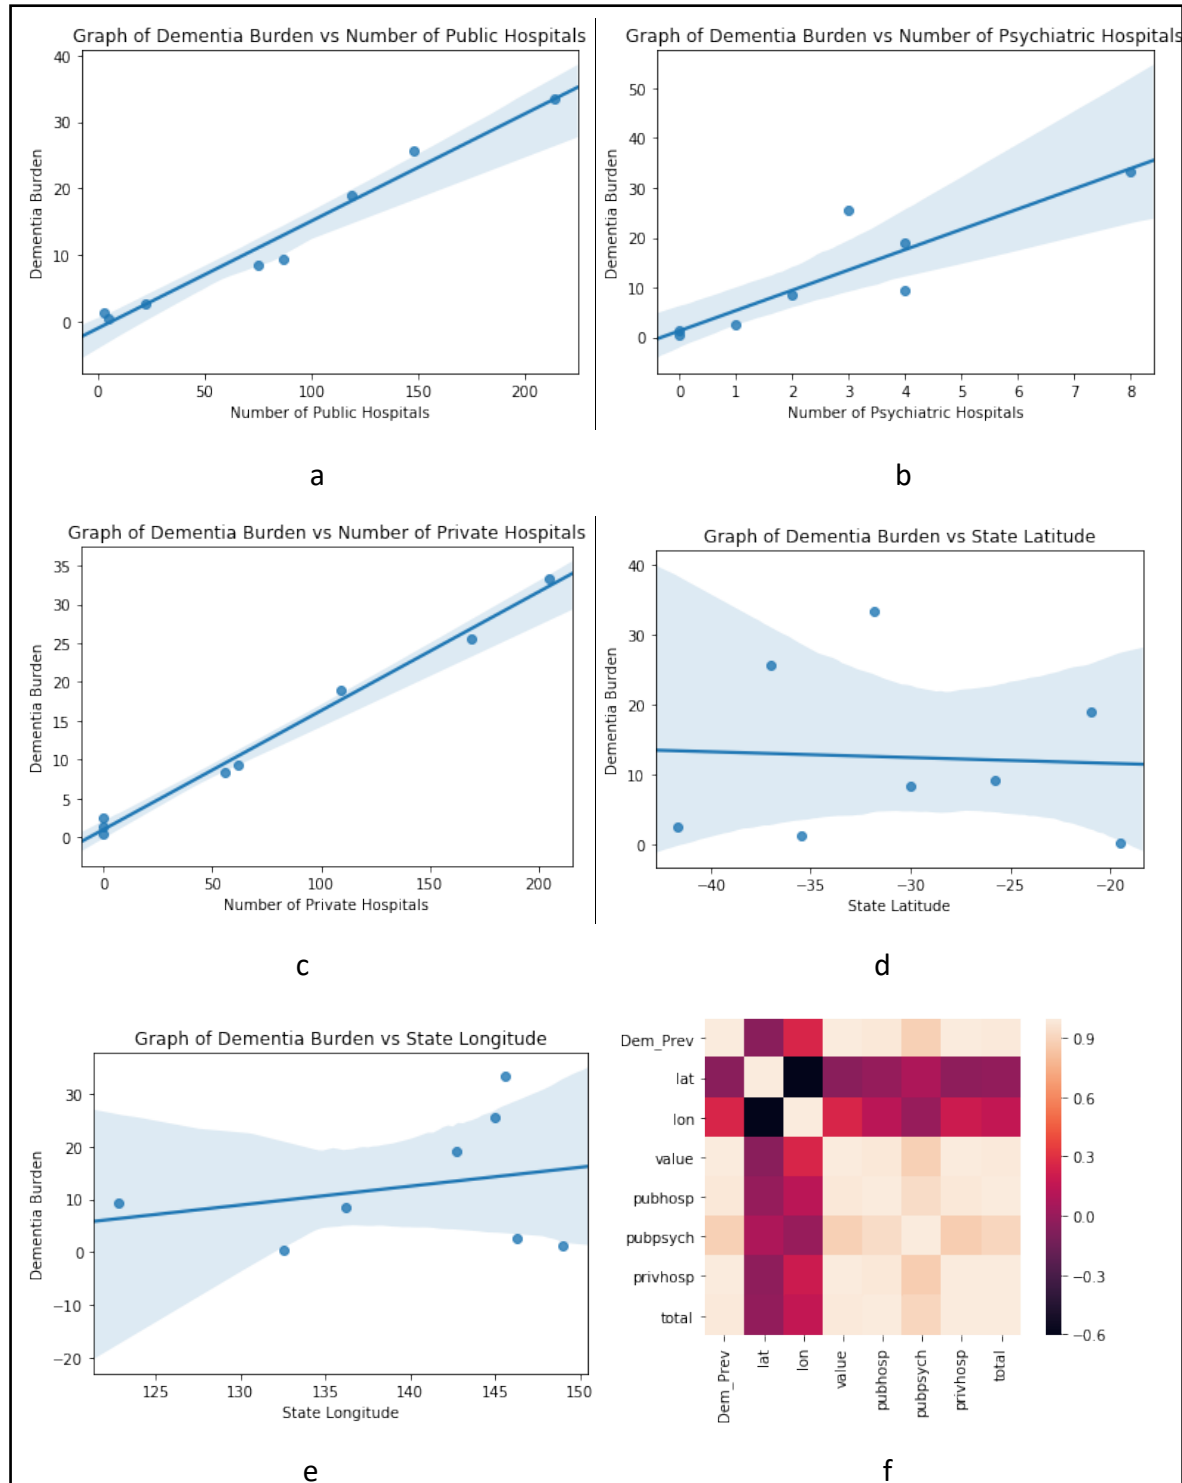 Graph of Dementia Burden vs Number of Public Hospitals
40
30
20
10
0
Dementia Burden
0 50 100 150 200
Number of Public Hospitals
a
Graph of Dementia Burden vs Number of Psychiatric Hospitals
50
40
30
20
10
0
Dementia Burden
0 1 2 3 4 5 6 7 8
Number of Psychiatric Hospitals
b
Graph of Dementia Burden vs Number of Private Hospitals
35
30
25
20
15
10
5
0
Dementia Burden
0 50 100 150 200
Number of Private Hospitals
c
Graph of Dementia Burden vs State Latitude
40
30
20
10
0
Dementia Burden
−40 −35 −30 −25 −20
State Latitude
d
Graph of Dementia Burden vs State Longitude
30
20
10
0
−10
−20
Dementia Burden
125 130 135 140 145 150
State Longitude
e
Dem_Prev
lat
lon
value
pubhosp
pubpsych
privhosp
total
Dem_Prev lat lon value pubhosp pubpsych privhosp total
0.9
0.6
0.3
0.0
−0.3
−0.6
f